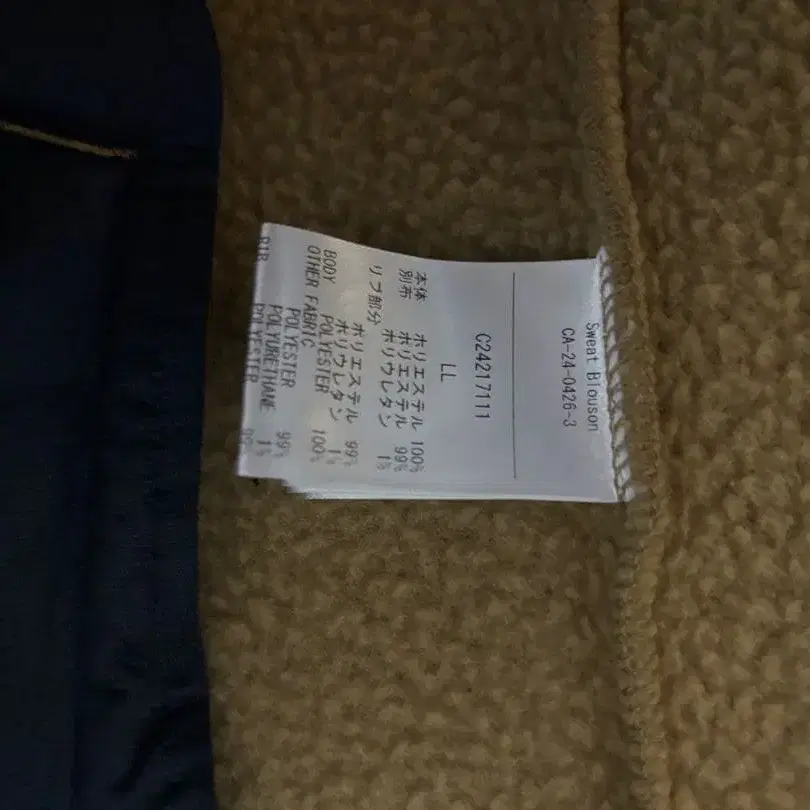 Sweat Blouson
CA-24-0426-3
C24217111
LL
本体 ポリエステル 100%
別布 ポリエステル 99%
ポリウレタン 1%
リブ部分
ポリエステル 99%
ポリウレタン 1%
BODY POLYESTER 100%
OTHER FABRIC
POLYESTER 99%
POLYURETHANE 1%
RIB POLYESTER